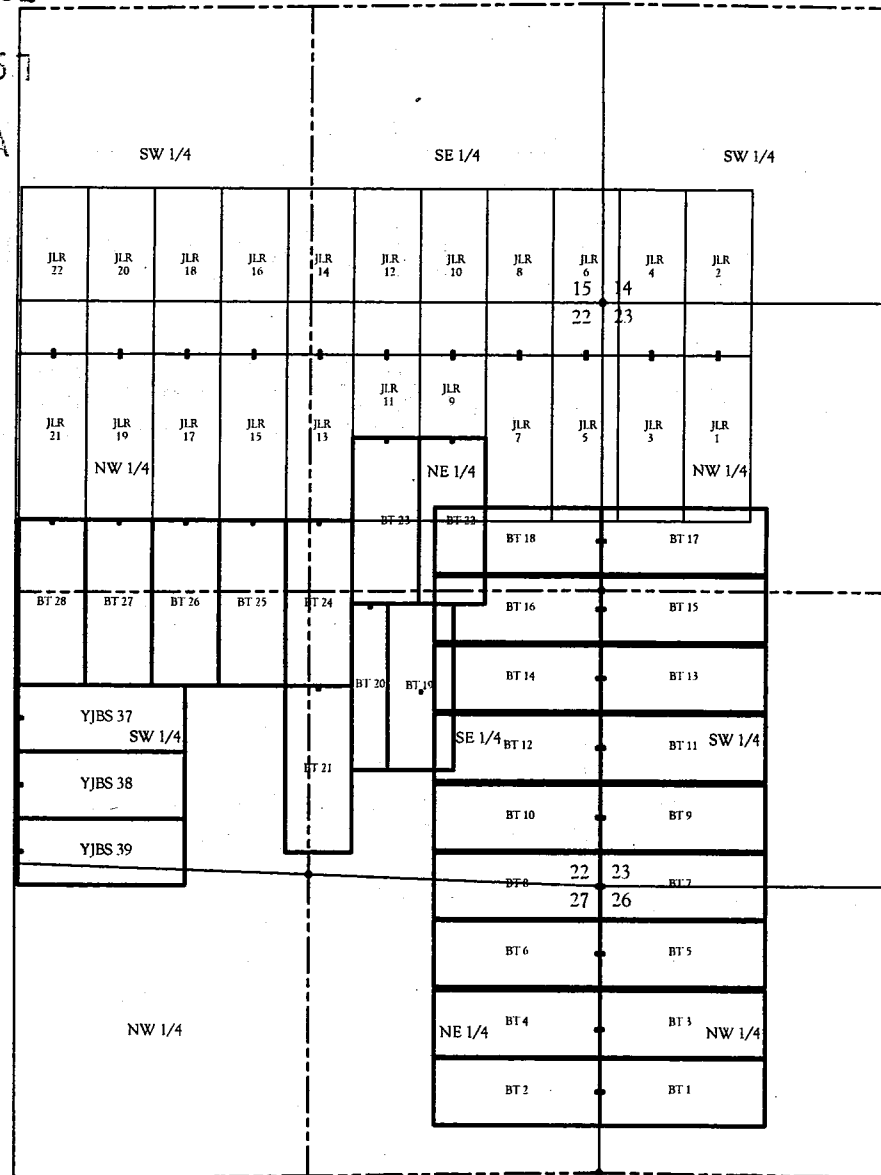 SW 1/4 SE 1/4 SW 1/4
JLR 22 JLR 20 JLR 18 JLR 16 JLR 14 JLR 12 JLR 10 JLR 8 JLR 6 JLR 4 JLR 2
15 14
22 23
JLR 11 JLR 9
JLR 21 JLR 19 JLR 17 JLR 15 JLR 13 JLR 7 JLR 5 JLR 3 JLR 1
NW 1/4 NE 1/4 NW 1/4
BT 23 BT 22
BT 18 BT 17
BT 28 BT 27 BT 26 BT 25 BT 24 BT 16 BT 15
BT 20 BT 19 BT 14 BT 13
YJBS 37
SW 1/4 SE 1/4 BT 12 BT 11 SW 1/4
BT 21
YJBS 38
BT 10 BT 9
YJBS 39
22 23
BT 8 BT 7
27 26
BT 6 BT 5
NW 1/4 NE 1/4 BT 4 BT 3 NW 1/4
BT 2 BT 1